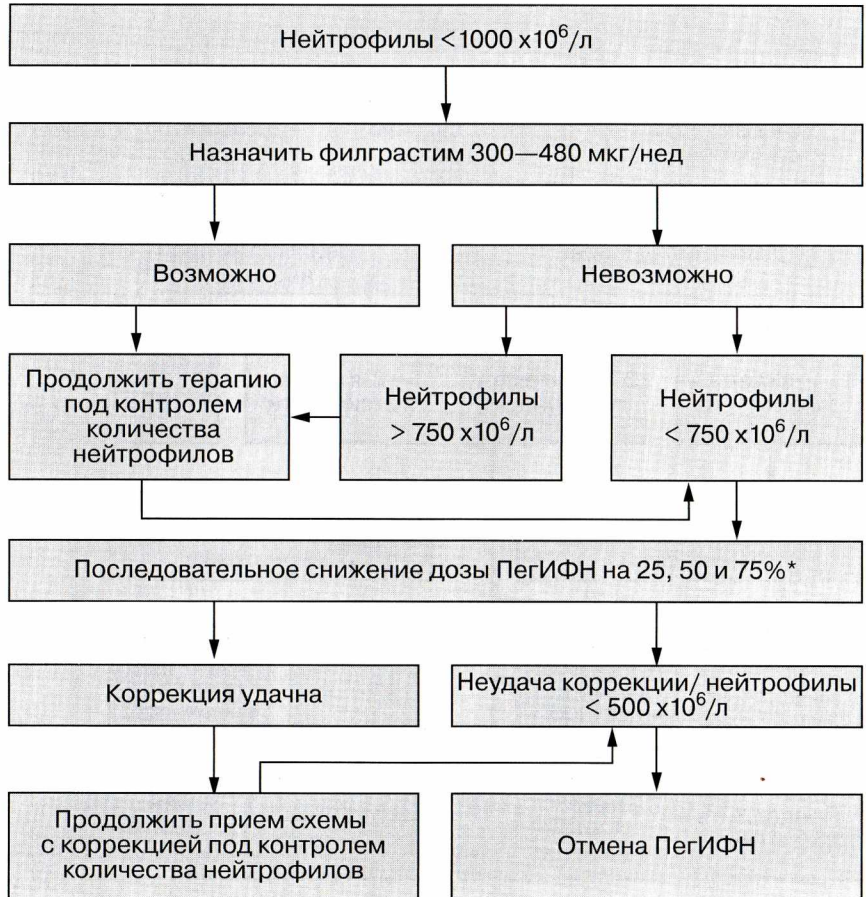 Нейтрофилы <1000 x10⁶/л
Назначить филграстим 300—480 мкг/нед
Возможно
Невозможно
Продолжить терапию
под контролем
количества
нейтрофилов
Нейтрофилы
> 750 x10⁶/л
Нейтрофилы
< 750 x10⁶/л
Последовательное снижение дозы ПегИФН на 25, 50 и 75%*
Коррекция удачна
Неудача коррекции/ нейтрофилы
< 500 x10⁶/л
Продолжить прием схемы
с коррекцией под контролем
количества нейтрофилов
Отмена ПегИФН